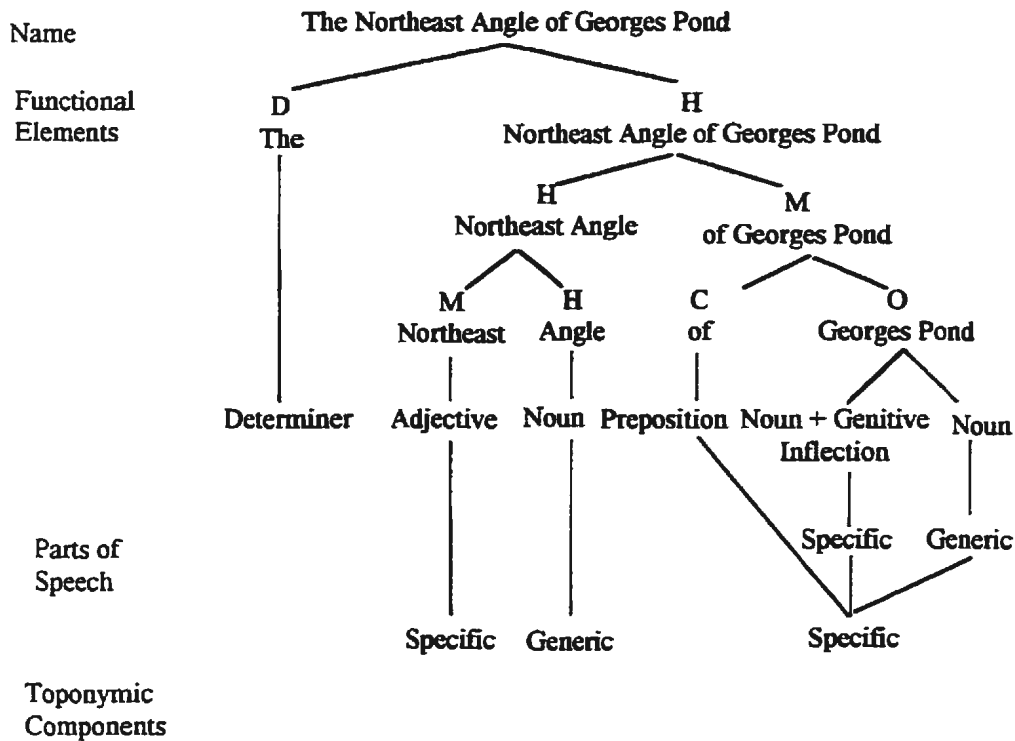 Name
The Northeast Angle of Georges Pond
Functional
Elements
D
The
H
Northeast Angle of Georges Pond
H
Northeast Angle
M
of Georges Pond
M
Northeast
H
Angle
C
of
O
Georges Pond
Determiner
Adjective
Noun
Preposition
Noun + Genitive
Inflection
Noun
Specific
Generic
Parts of
Speech
Specific
Generic
Specific
Toponymic
Components